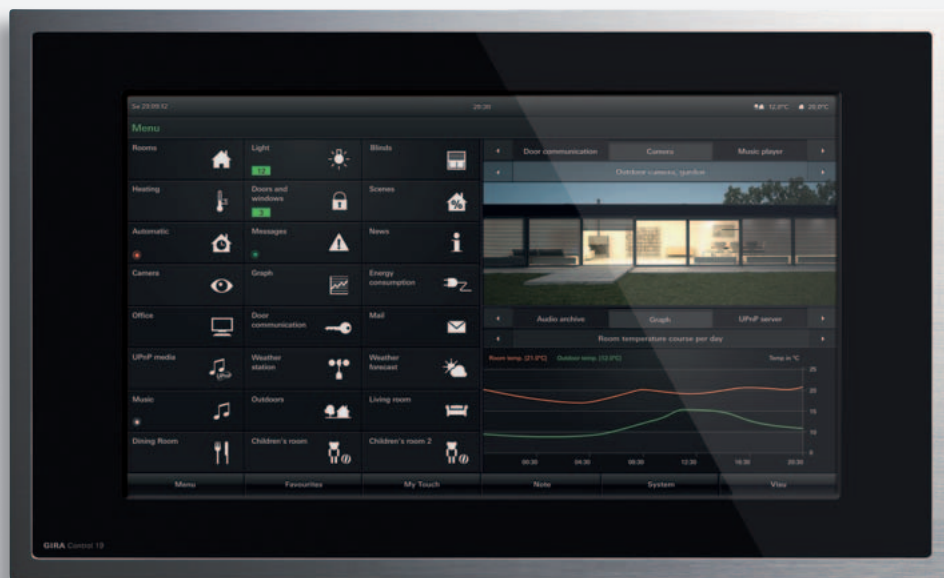 20:30
12.0°C
20.0°C
Menu
Rooms
Light
Blinds
12
Heating
Doors and
windows
Scenes
3
Automatic
Messages
News
Camera
Graph
Energy
consumption
Office
Door
communication
Mail
UPnP media
Weather
station
Weather
forecast
UPnP
Music
Outdoors
Living room
Dining Room
Children's room
Children's room 2
Door communication
Camera
Music player
Outdoor camera, garden
Audio archive
Graph
UPnP server
Room temperature course per day
Room temp. [21.0°C]
Outdoor temp. [12.0°C]
Temp in °C
25
20
15
10
5
00:30
04:30
08:30
12:30
16:30
20:30
Menu
Favourites
My Touch
Note
System
View
GIRA Control 19